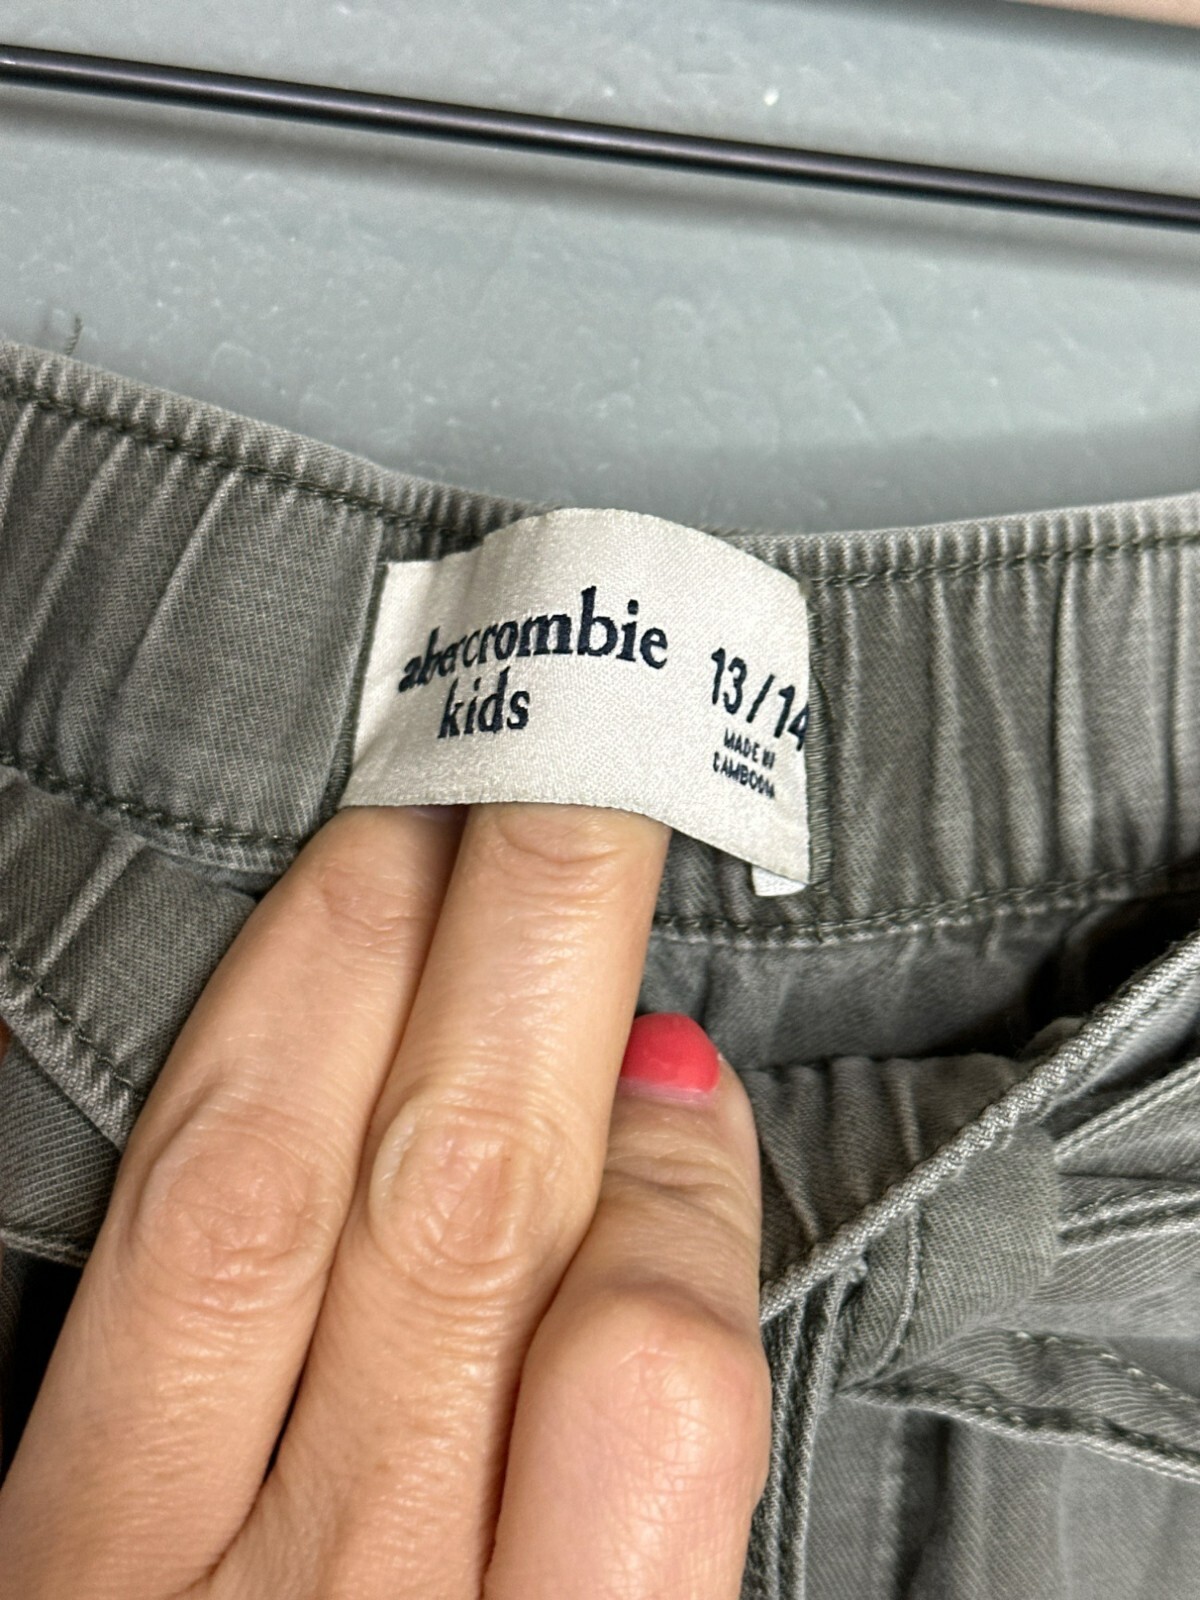 abercrombie
kids
13/14
MADE IN
CAMBODIA